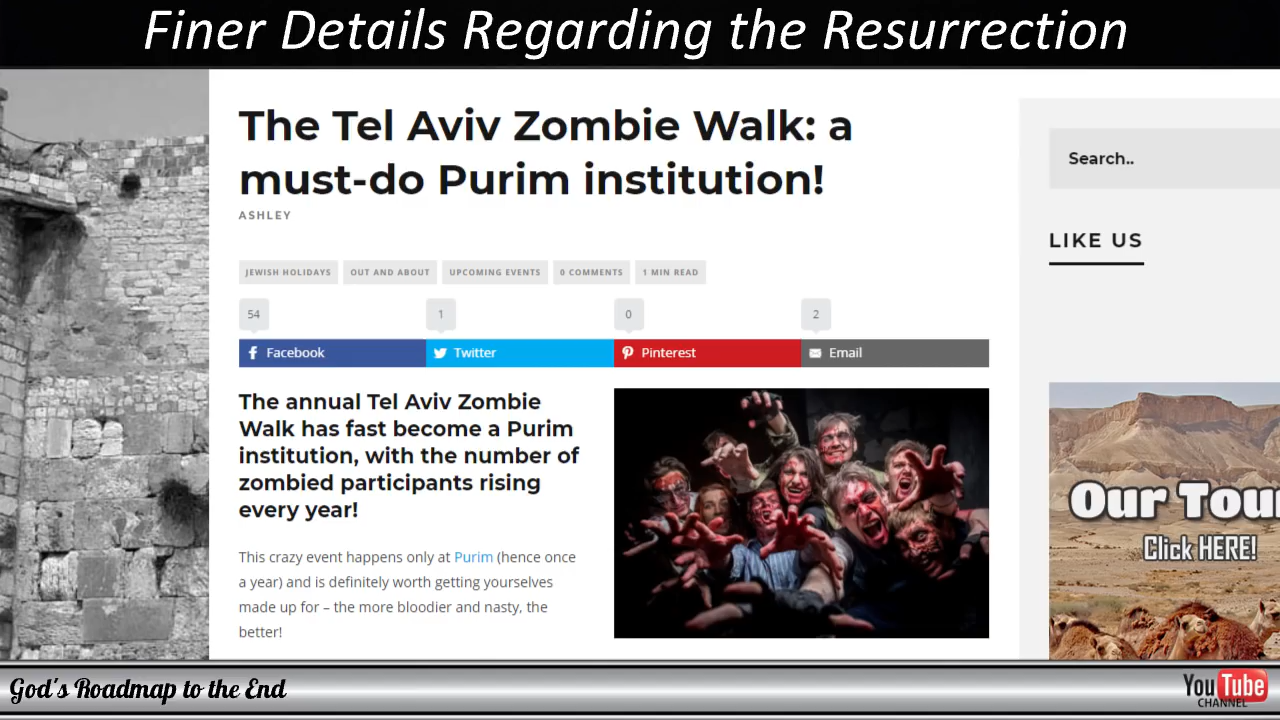 Finer Details Regarding the Resurrection
The Tel Aviv Zombie Walk: a
must-do Purim institution!
ASHLEY
JEWISH HOLIDAYS
OUT AND ABOUT
UPCOMING EVENTS
0 COMMENTS
1 MIN READ
54
1
0
2
Facebook
Twitter
Pinterest
Email
The annual Tel Aviv Zombie
Walk has fast become a Purim
institution, with the number of
zombied participants rising
every year!
This crazy event happens only at Purim (hence once
a year) and is definitely worth getting yourselves
made up for – the more bloodier and nasty, the
better!
Search..
LIKE US
Our Tou
Click HERE!
God's Roadmap to the End
YouTube
CHANNEL